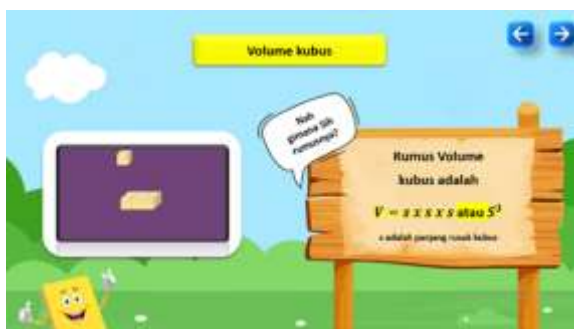 Volume kubus
Nah
gimana sih
rumusnya?
Rumus Volume
kubus adalah
V = s x s x s atau S³
s adalah panjang rusuk kubus